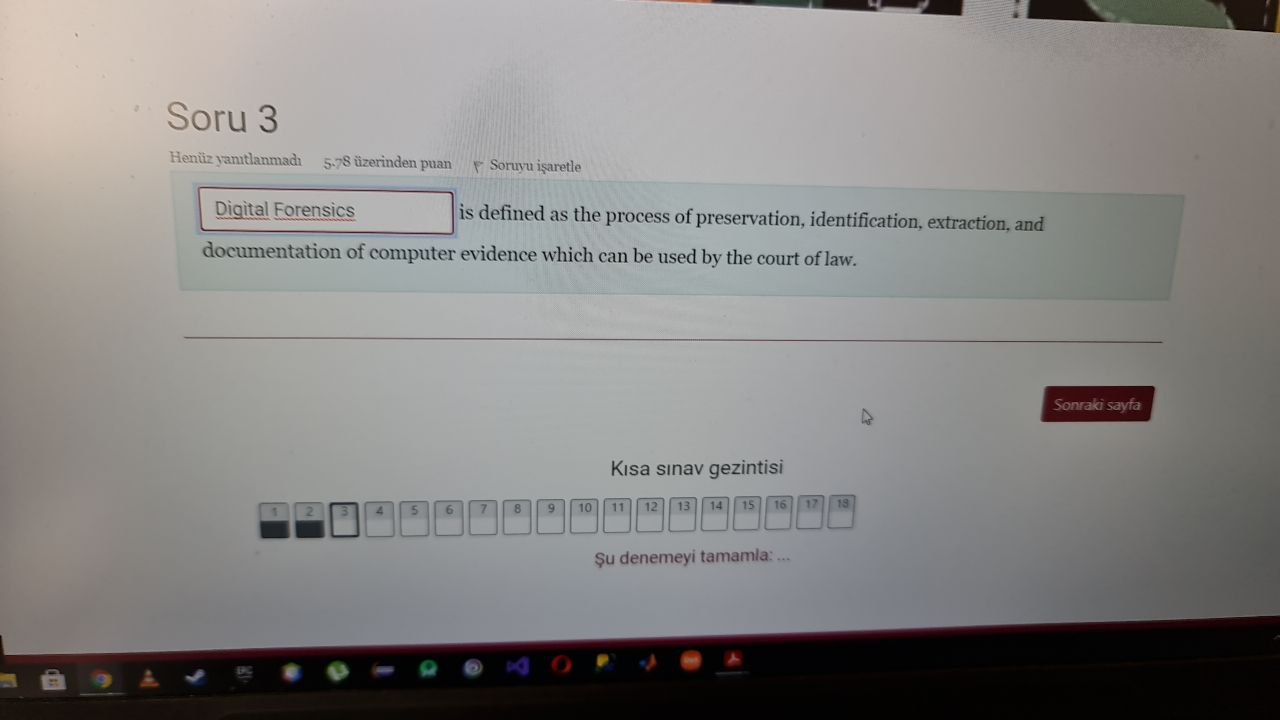 Soru 3
Henüz yanıtlanmadı 5.78 üzerinden puan Soruyu işaretle
Digital Forensics is defined as the process of preservation, identification, extraction, and
documentation of computer evidence which can be used by the court of law.
Sonraki sayfa
Kısa sınav gezintisi
1 2 3 4 5 6 7 8 9 10 11 12 13 14 15 16 17 18
Şu denemeyi tamamla: ...
EPIC